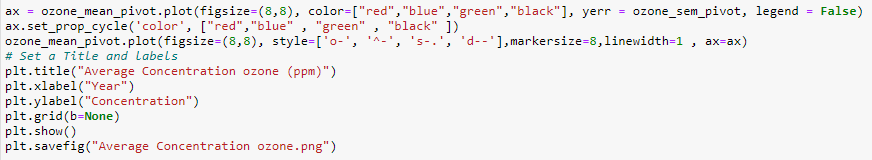 ax = ozone_mean_pivot.plot(figsize=(8,8), color=["red","blue","green","black"], yerr = ozone_sem_pivot, legend = False)
ax.set_prop_cycle('color', ["red","blue" , "green" , "black" ])
ozone_mean_pivot.plot(figsize=(8,8), style=['o-', '^-', 's-.', 'd--'],markersize=8,linewidth=1 , ax=ax)
# Set a Title and labels
plt.title("Average Concentration ozone (ppm)")
plt.xlabel("Year")
plt.ylabel("Concentration")
plt.grid(b=None)
plt.show()
plt.savefig("Average Concentration ozone.png")